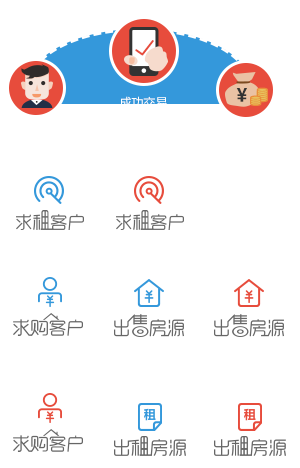 成功交易
¥
求租客户 求租客户
¥ ¥ ¥
求购客户 出售房源 出售房源
¥ 租 租
求购客户 出租房源 出租房源